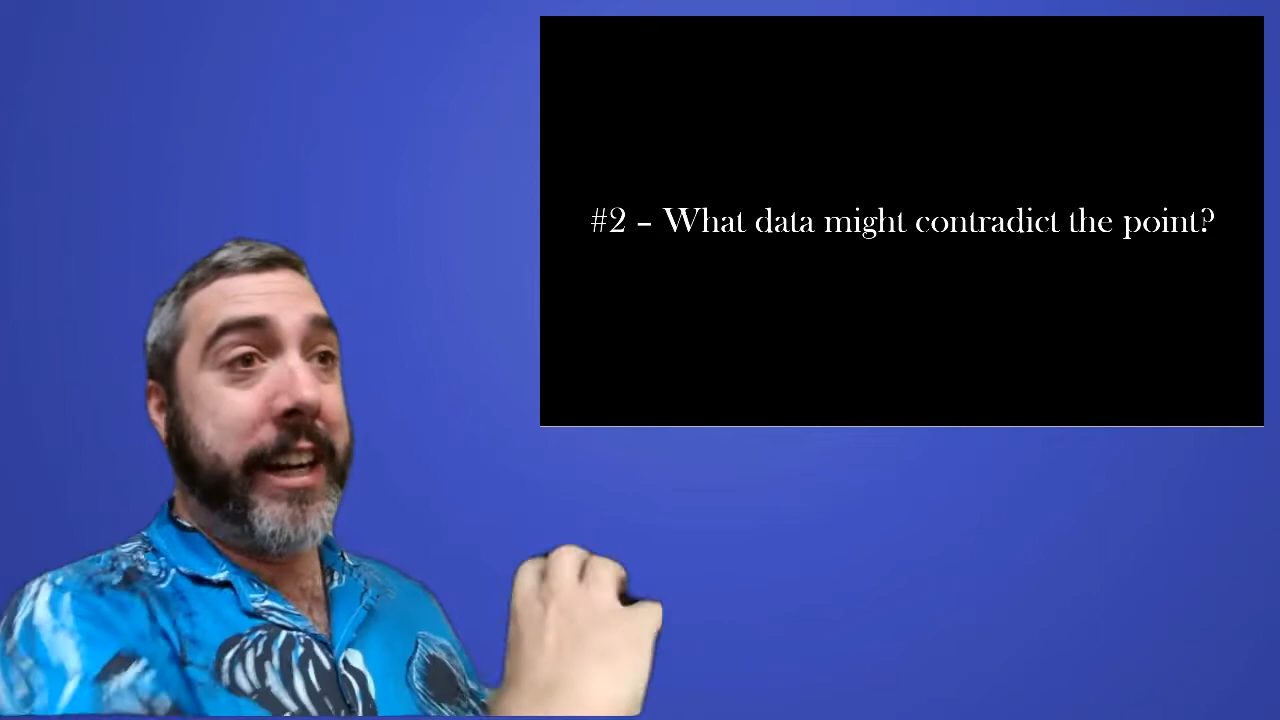 #2 – What data might contradict the point?